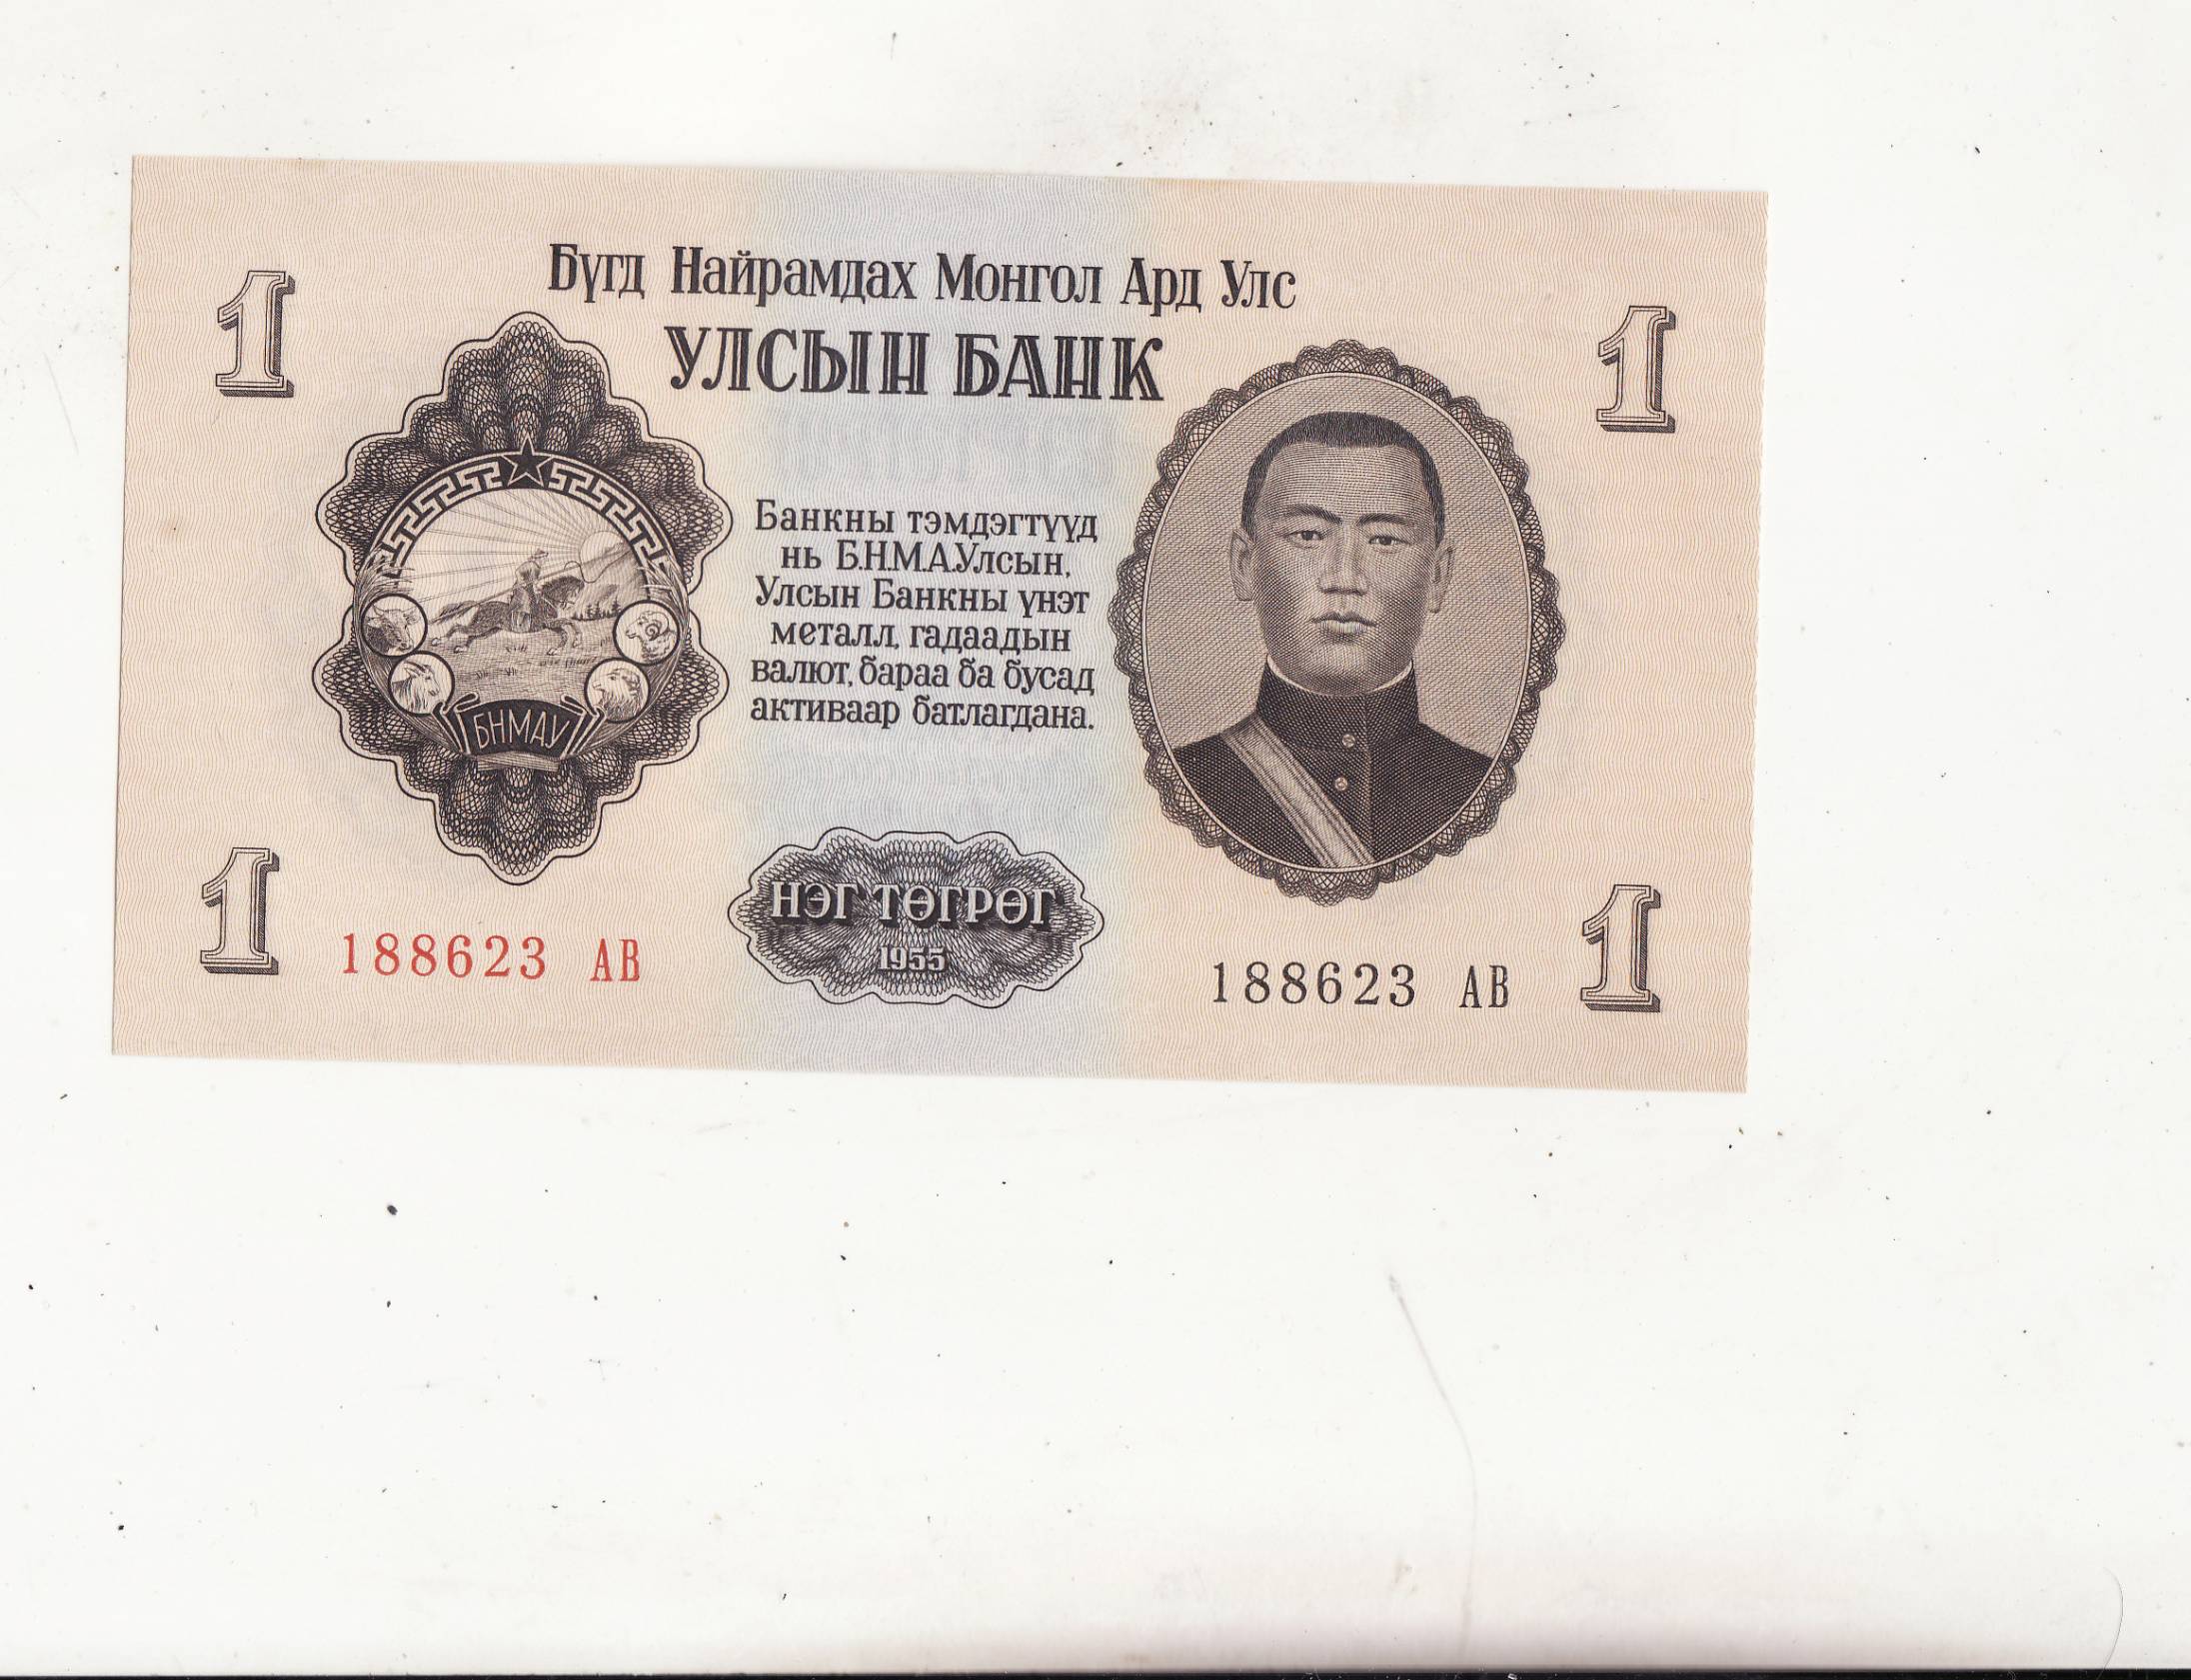 Бүгд Найрамдах Монгол Ард Улс
УЛСЫН БАНК
1
1
Банкны тэмдэгтүүд
нь Б.Н.М.А.Улсын,
Улсын Банкны үнэт
металл, гадаадын
валют, бараа ба бусад
активаар батлагдана.
БНМАУ
НЭГ ТӨГРӨГ
1955
1
188623 АВ
188623 АВ
1